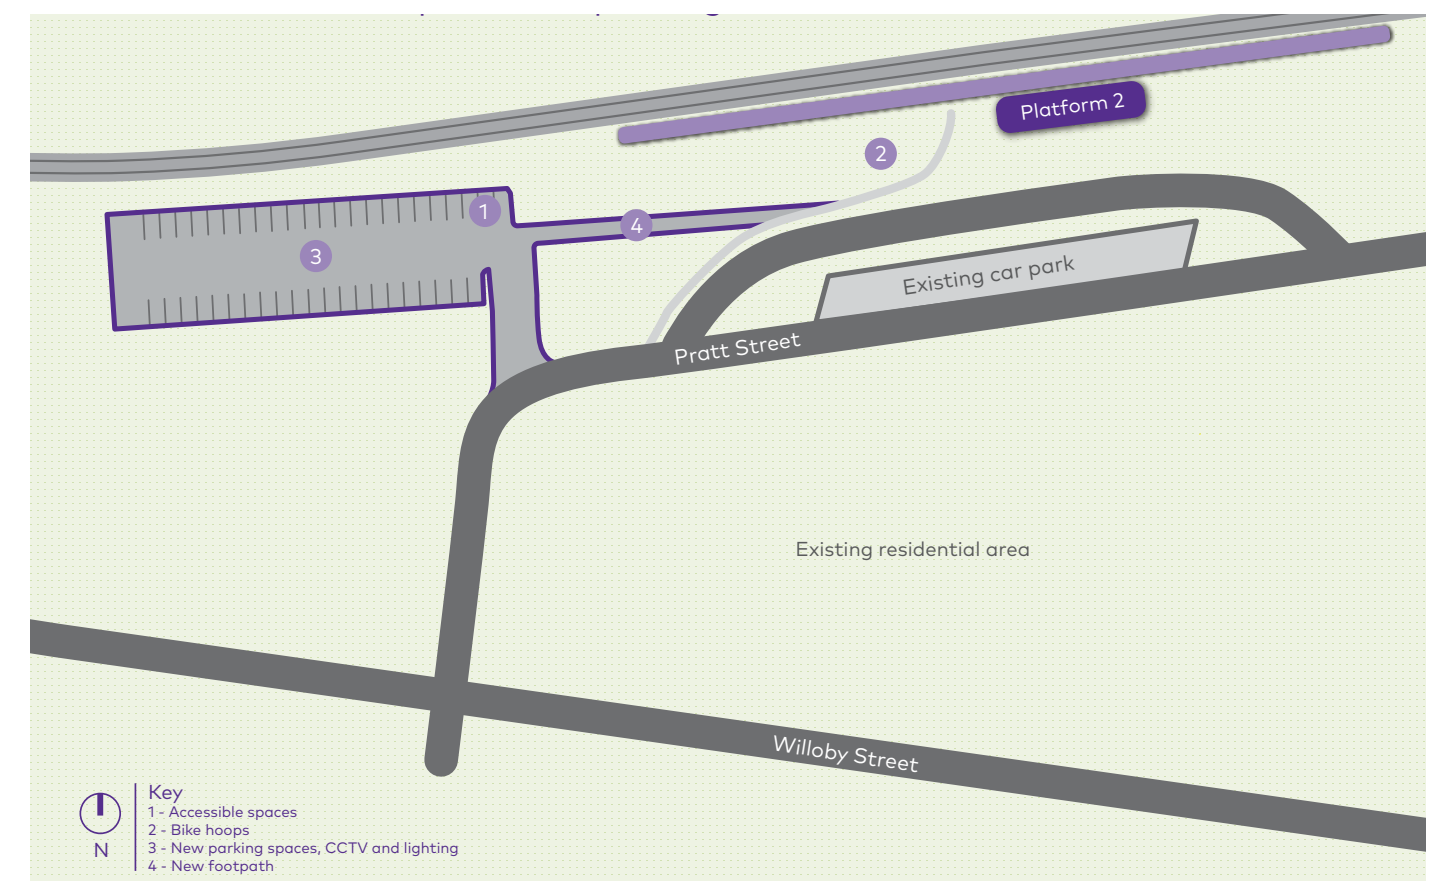 Platform 2
2
1
4
3
Existing car park
Pratt Street
Existing residential area
Willoby Street
N
Key
1 - Accessible spaces
2 - Bike hoops
3 - New parking spaces, CCTV and lighting
4 - New footpath